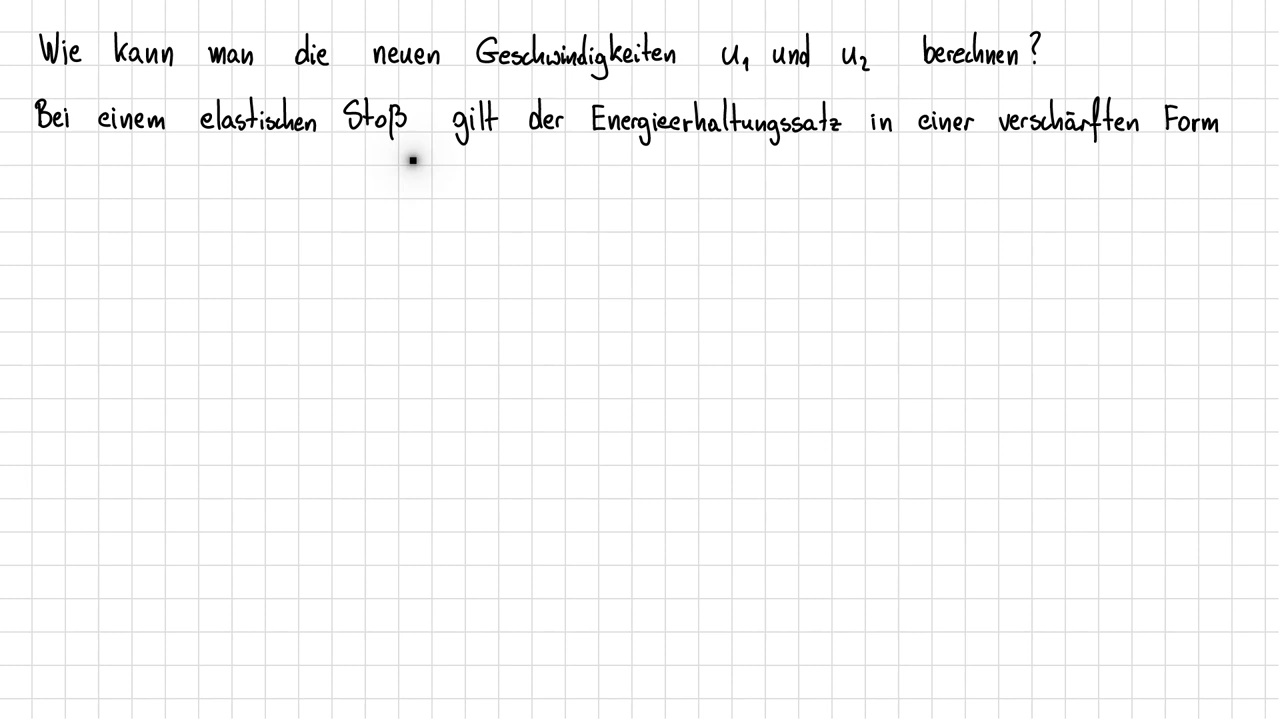 Wie kann man die neuen Geschwindigkeiten u₁ und u₂ berechnen?
Bei einem elastischen Stoß gilt der Energieerhaltungssatz in einer verschärften Form